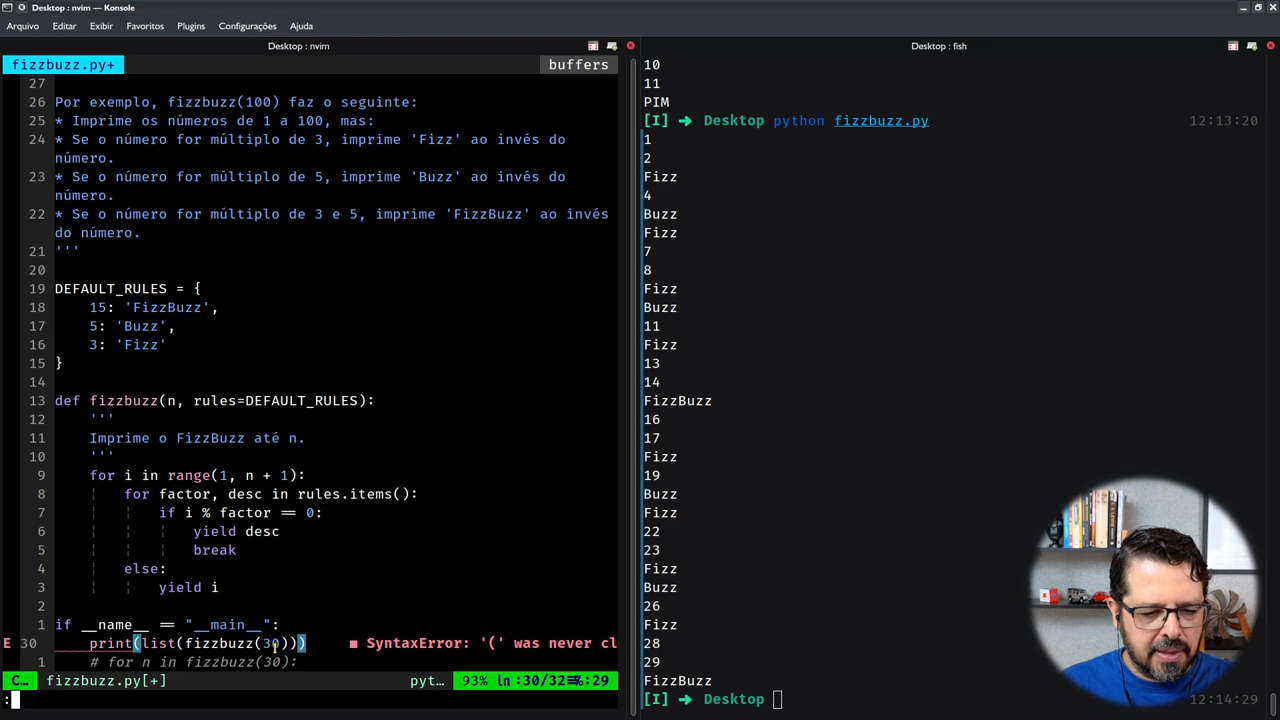 Desktop : nvim — Konsole
Arquivo Editar Exibir Favoritos Plugins Configurações Ajuda
Desktop : nvim
fizzbuzz.py+ buffers
27
26 Por exemplo, fizzbuzz(100) faz o seguinte:
25 * Imprime os números de 1 a 100, mas:
24 * Se o número for múltiplo de 3, imprime 'Fizz' ao invés do
número.
23 * Se o número for múltiplo de 5, imprime 'Buzz' ao invés do
número.
22 * Se o número for múltiplo de 3 e 5, imprime 'FizzBuzz' ao invés
do número.
21 '''
20
19 DEFAULT_RULES = {
18 15: 'FizzBuzz',
17 5: 'Buzz',
16 3: 'Fizz'
15 }
14
13 def fizzbuzz(n, rules=DEFAULT_RULES):
12 '''
11 Imprime o FizzBuzz até n.
10 '''
9 for i in range(1, n + 1):
8 for factor, desc in rules.items():
7 if i % factor == 0:
6 yield desc
5 break
4 else:
3 yield i
2
1 if __name__ == "__main__":
E 30 print(list(fizzbuzz(30))) ■ SyntaxError: '(' was never cl
1 # for n in fizzbuzz(30):
C… fizzbuzz.py[+] pyt… 93% ln :30/32≡%:29
:
Desktop : fish
10
11
PIM
[I] ➜ Desktop python fizzbuzz.py 12:13:20
1
2
Fizz
4
Buzz
Fizz
7
8
Fizz
Buzz
11
Fizz
13
14
FizzBuzz
16
17
Fizz
19
Buzz
Fizz
22
23
Fizz
Buzz
26
Fizz
28
29
FizzBuzz
[I] ➜ Desktop 12:14:29